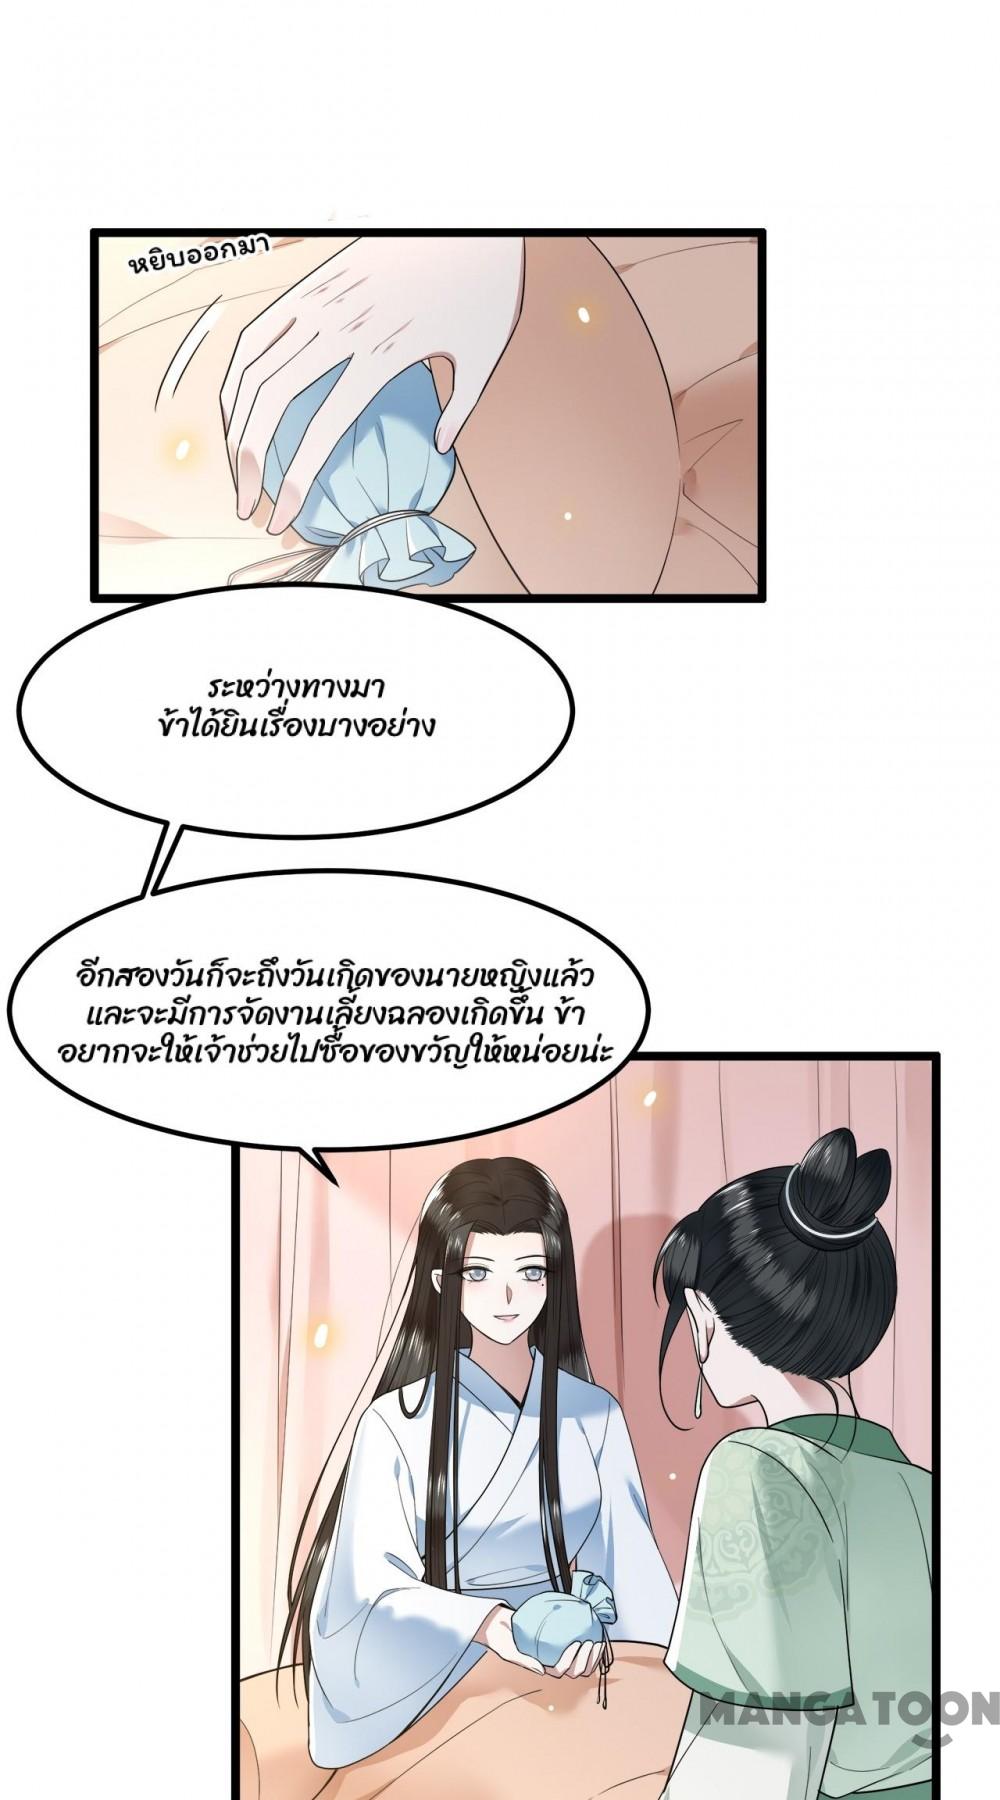 หยิบออกมา
ระหว่างทางมา
ข้าได้ยินเรื่องบางอย่าง
อีกสองวันก็จะถึงวันเกิดของนายหญิงแล้ว
และจะมีการจัดงานเลี้ยงฉลองเกิดขึ้น ข้า
อยากจะให้เจ้าช่วยไปซื้อของขวัญให้หน่อยน่ะ
MANGATOON